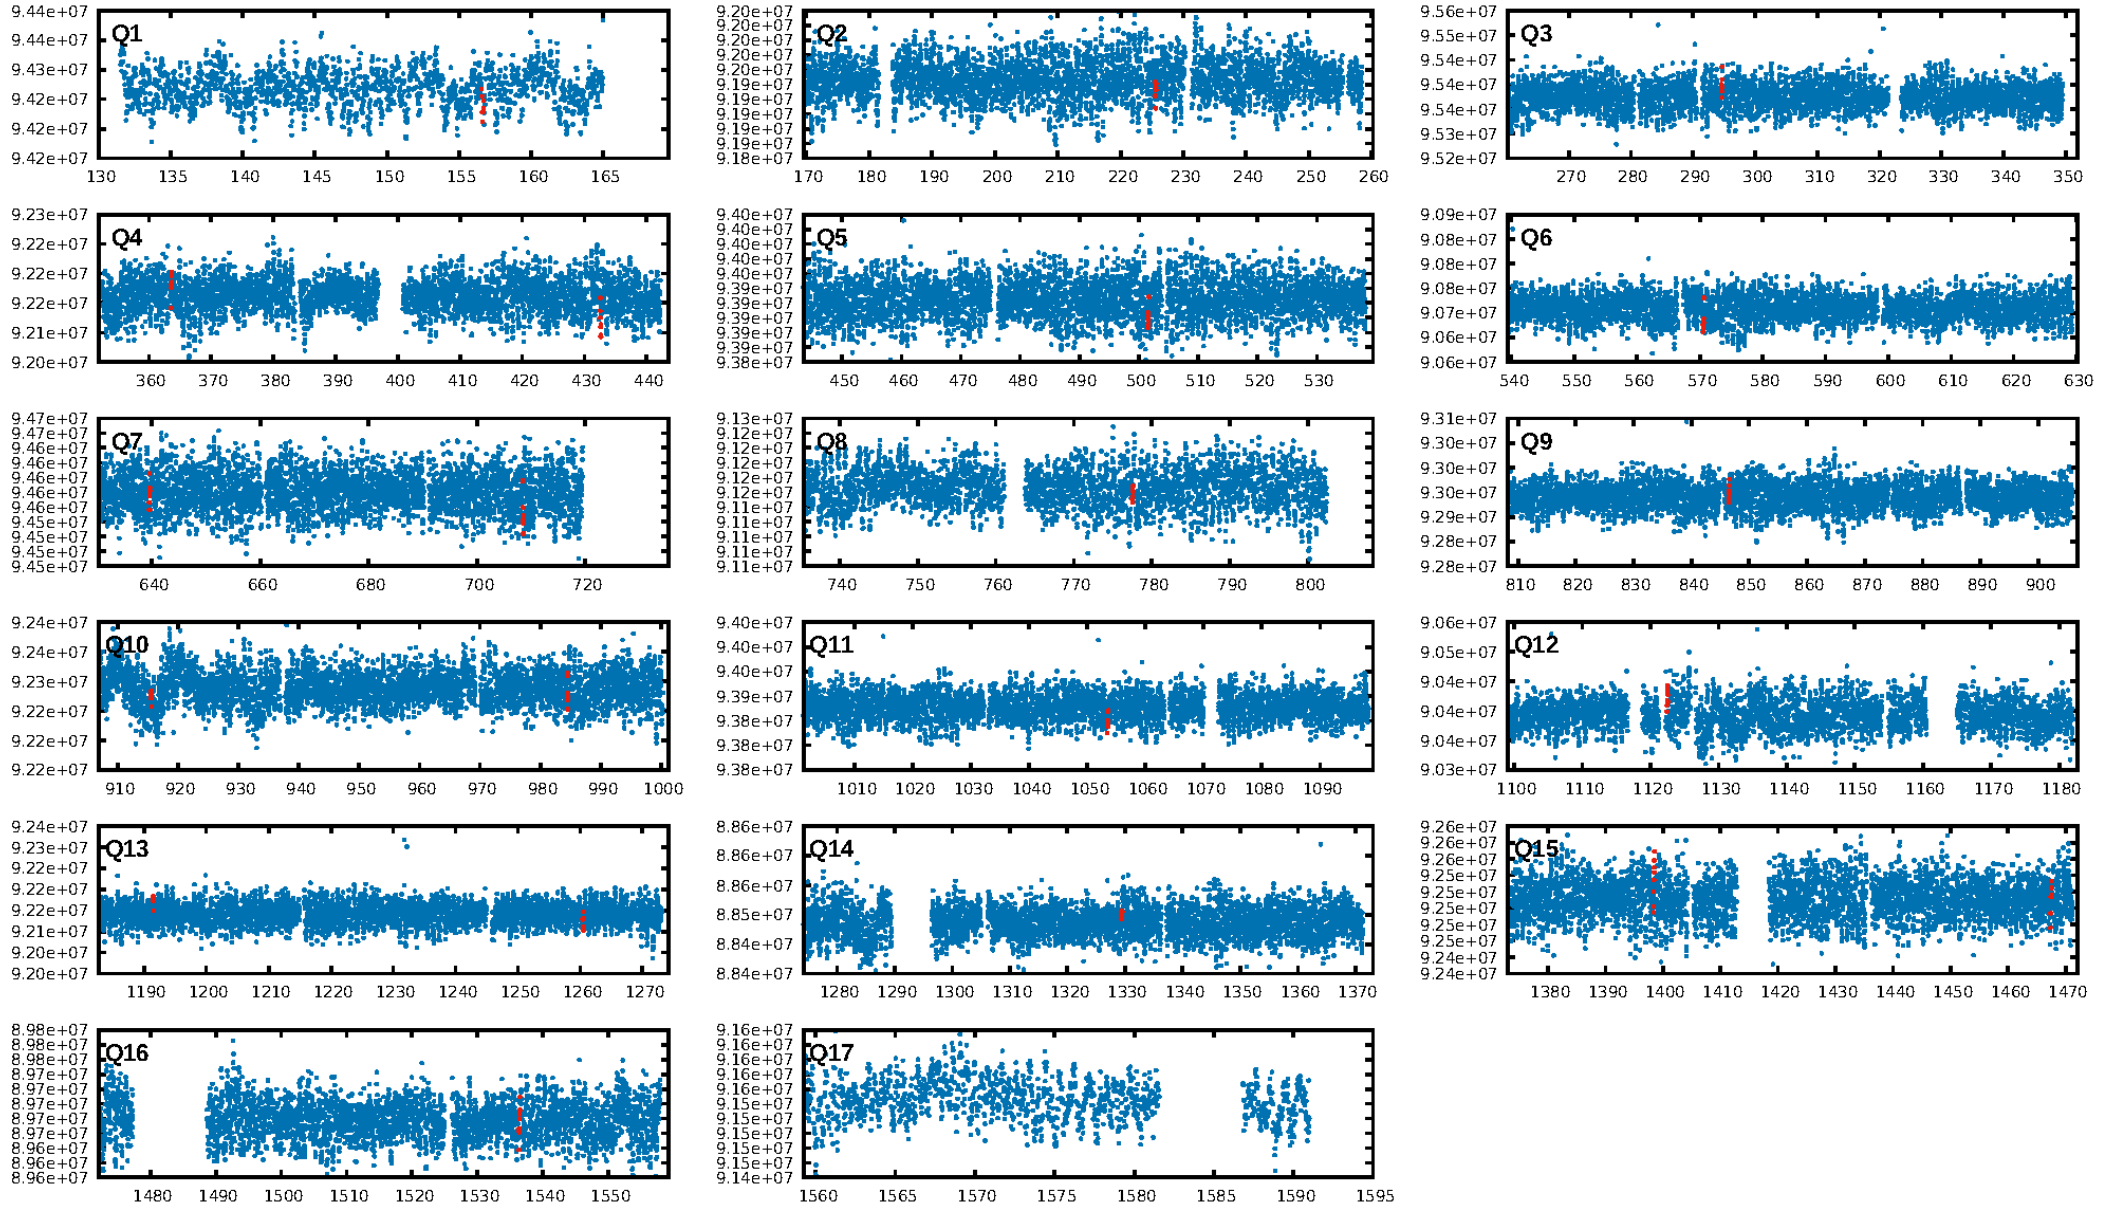 Q1
9.44e+07
9.44e+07
9.43e+07
9.42e+07
9.42e+07
9.42e+07
130 135 140 145 150 155 160 165
Q2
9.20e+07
9.20e+07
9.20e+07
9.20e+07
9.20e+07
9.19e+07
9.19e+07
9.19e+07
9.19e+07
9.18e+07
170 180 190 200 210 220 230 240 250 260
Q3
9.56e+07
9.55e+07
9.54e+07
9.54e+07
9.54e+07
9.53e+07
9.52e+07
270 280 290 300 310 320 330 340 350
Q4
9.23e+07
9.22e+07
9.22e+07
9.22e+07
9.21e+07
9.20e+07
360 370 380 390 400 410 420 430 440
Q5
9.40e+07
9.40e+07
9.40e+07
9.40e+07
9.40e+07
9.39e+07
9.39e+07
9.39e+07
9.39e+07
9.39e+07
9.38e+07
450 460 470 480 490 500 510 520 530
Q6
9.09e+07
9.08e+07
9.08e+07
9.07e+07
9.07e+07
9.06e+07
9.06e+07
540 550 560 570 580 590 600 610 620 630
Q7
9.47e+07
9.47e+07
9.46e+07
9.46e+07
9.46e+07
9.46e+07
9.46e+07
9.45e+07
9.45e+07
9.45e+07
9.45e+07
640 660 680 700 720
Q8
9.13e+07
9.12e+07
9.12e+07
9.12e+07
9.12e+07
9.12e+07
9.11e+07
9.11e+07
9.11e+07
9.11e+07
9.11e+07
740 750 760 770 780 790 800
Q9
9.31e+07
9.30e+07
9.30e+07
9.30e+07
9.29e+07
9.28e+07
9.28e+07
810 820 830 840 850 860 870 880 890 900
Q10
9.24e+07
9.24e+07
9.23e+07
9.22e+07
9.22e+07
9.22e+07
910 920 930 940 950 960 970 980 990 1000
Q11
9.40e+07
9.40e+07
9.40e+07
9.39e+07
9.38e+07
9.38e+07
9.38e+07
1010 1020 1030 1040 1050 1060 1070 1080 1090
Q12
9.06e+07
9.05e+07
9.04e+07
9.04e+07
9.04e+07
9.03e+07
1100 1110 1120 1130 1140 1150 1160 1170 1180
Q13
9.24e+07
9.23e+07
9.22e+07
9.22e+07
9.22e+07
9.21e+07
9.20e+07
9.20e+07
1190 1200 1210 1220 1230 1240 1250 1260 1270
Q14
8.86e+07
8.86e+07
8.86e+07
8.85e+07
8.84e+07
8.84e+07
1280 1290 1300 1310 1320 1330 1340 1350 1360 1370
Q15
9.26e+07
9.26e+07
9.26e+07
9.25e+07
9.25e+07
9.25e+07
9.25e+07
9.25e+07
9.24e+07
9.24e+07
1380 1390 1400 1410 1420 1430 1440 1450 1460 1470
Q16
8.98e+07
8.98e+07
8.98e+07
8.97e+07
8.97e+07
8.97e+07
8.97e+07
8.97e+07
8.96e+07
8.96e+07
8.96e+07
1480 1490 1500 1510 1520 1530 1540 1550
Q17
9.16e+07
9.16e+07
9.16e+07
9.16e+07
9.16e+07
9.15e+07
9.15e+07
9.15e+07
9.15e+07
9.14e+07
1560 1565 1570 1575 1580 1585 1590 1595